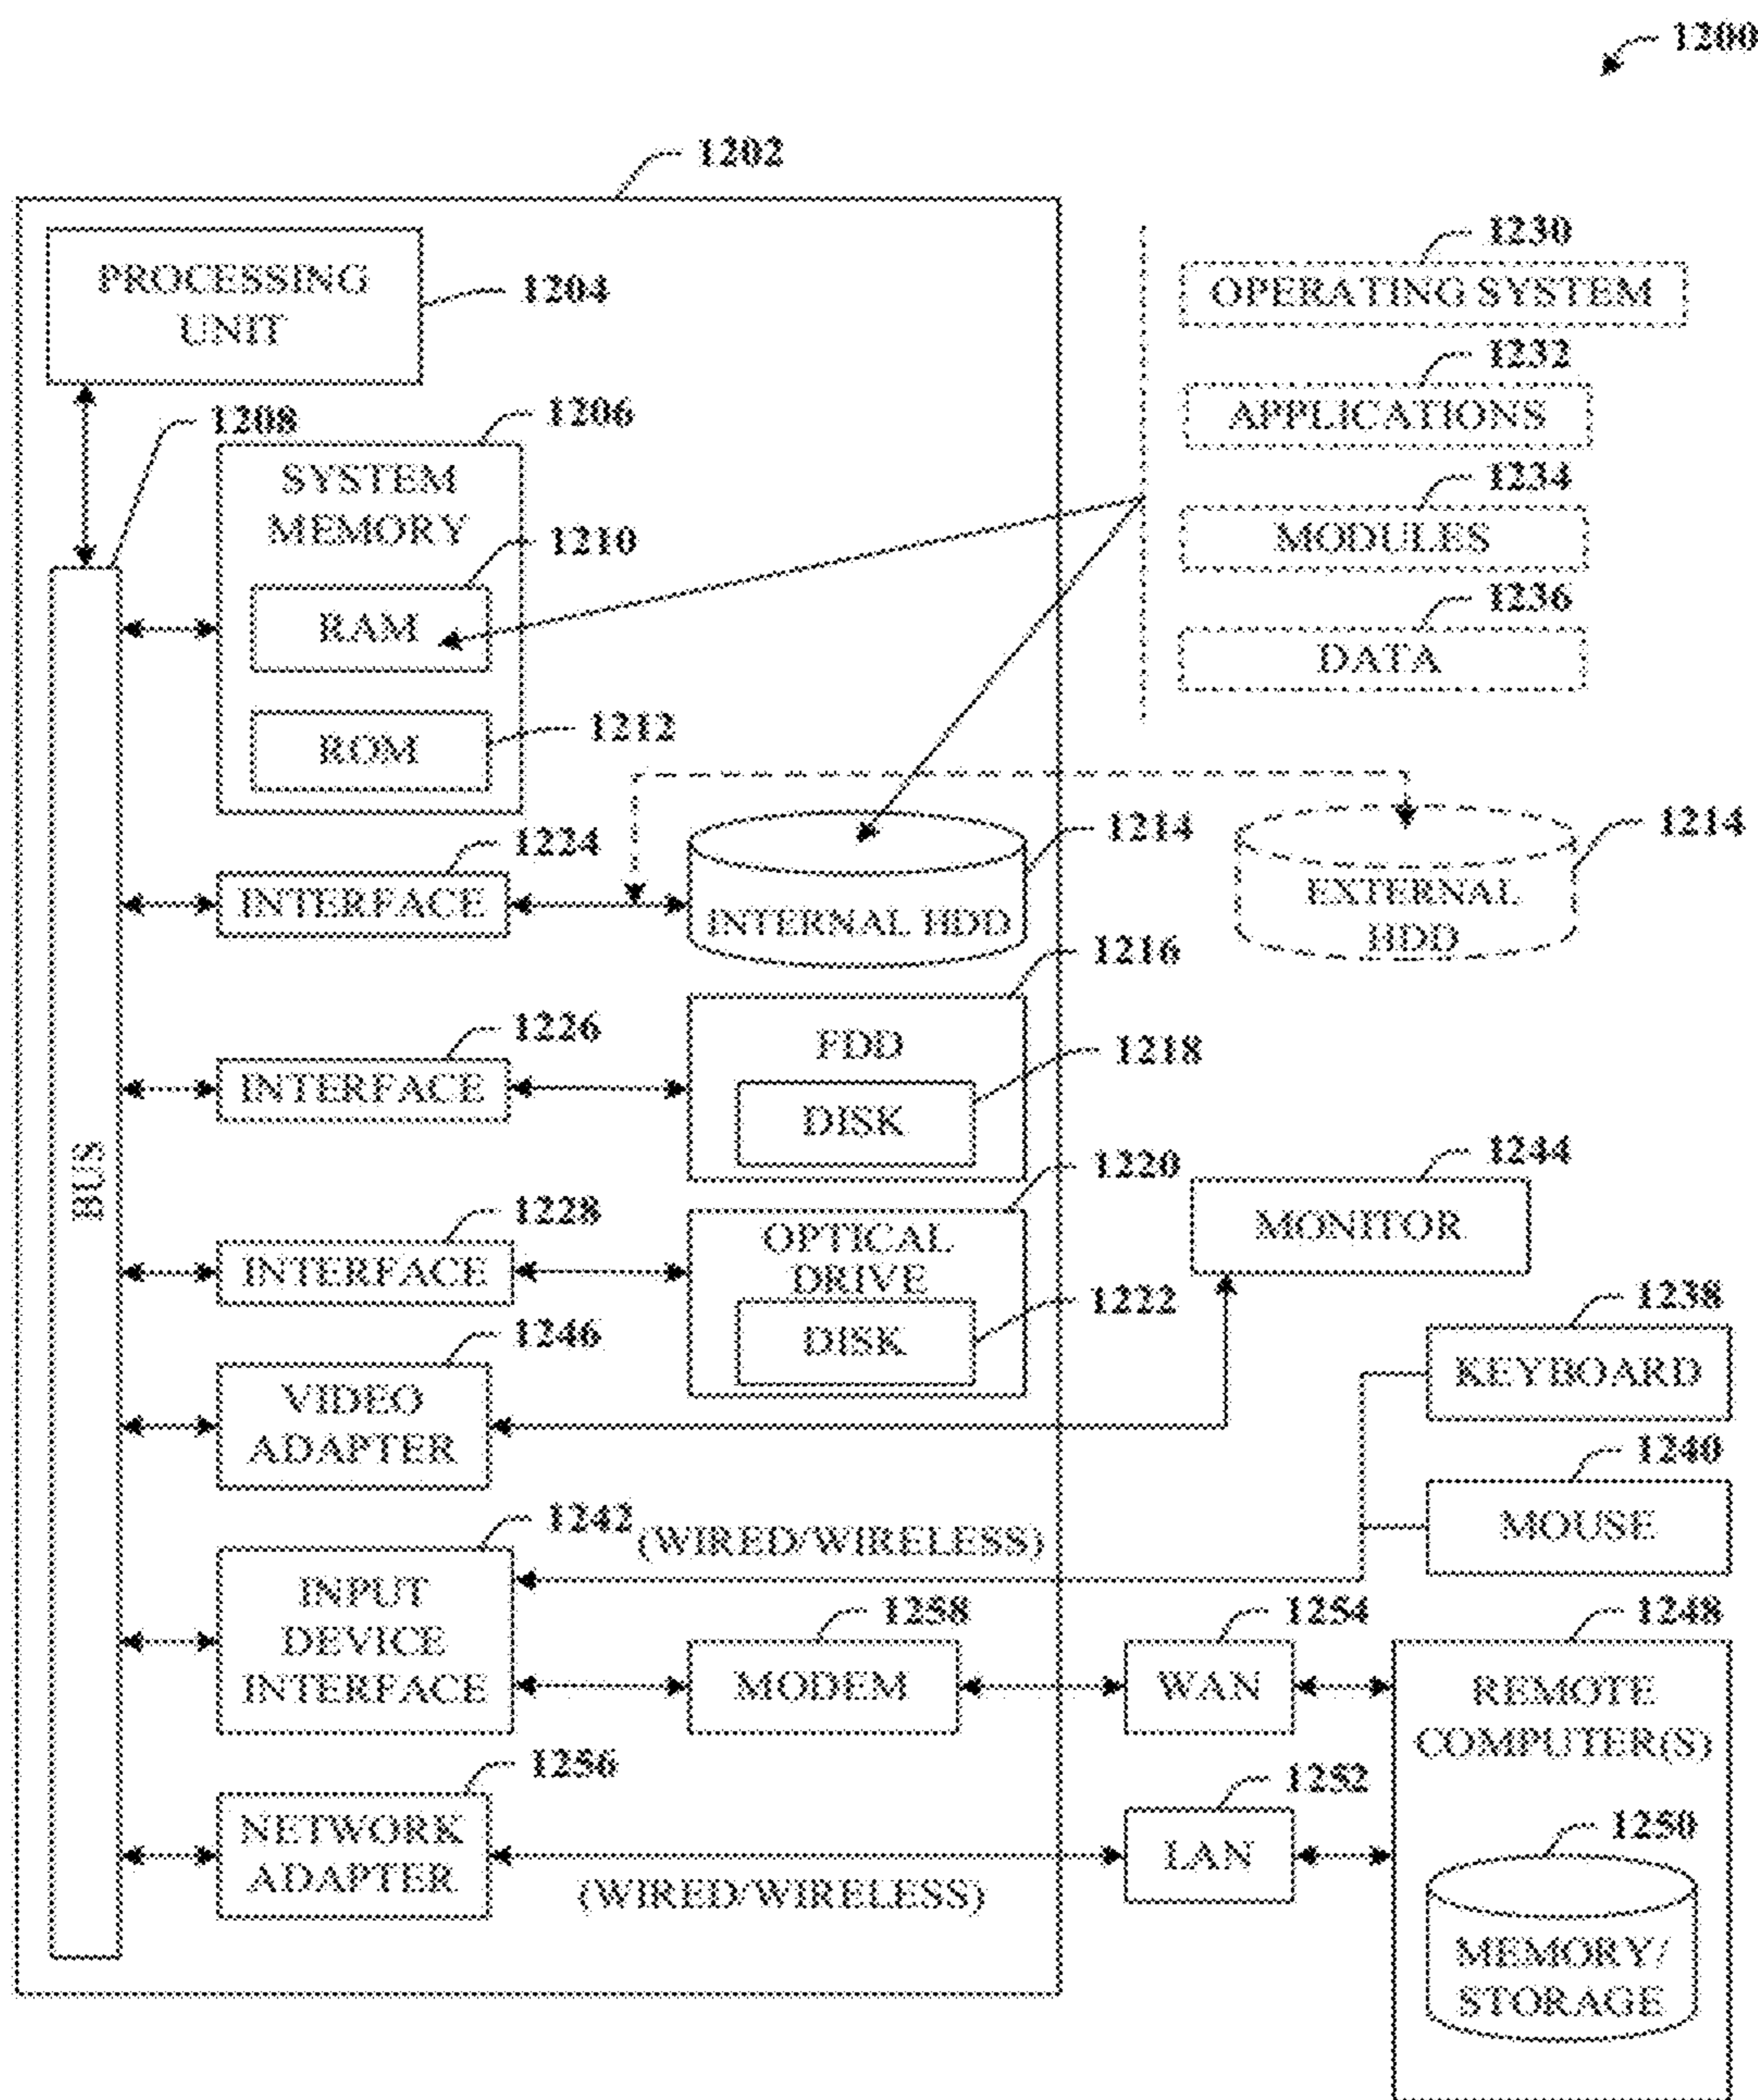 1200
1202
PROCESSING
UNIT
1204
1208
1206
SYSTEM
MEMORY
1210
RAM
1212
ROM
1230
OPERATING SYSTEM
1232
APPLICATIONS
1234
MODULES
1236
DATA
1224
INTERFACE
1214
INTERNAL HDD
1214
EXTERNAL
HDD
1226
INTERFACE
1216
FDD
1218
DISK
BUS
1228
INTERFACE
1220
OPTICAL
DRIVE
1222
DISK
1244
MONITOR
1246
VIDEO
ADAPTER
1238
KEYBOARD
1240
MOUSE
1242
(WIRED/WIRELESS)
INPUT
DEVICE
INTERFACE
1258
MODEM
1254
WAN
1248
REMOTE
COMPUTER(S)
1256
NETWORK
ADAPTER
(WIRED/WIRELESS)
1252
LAN
1250
MEMORY/
STORAGE